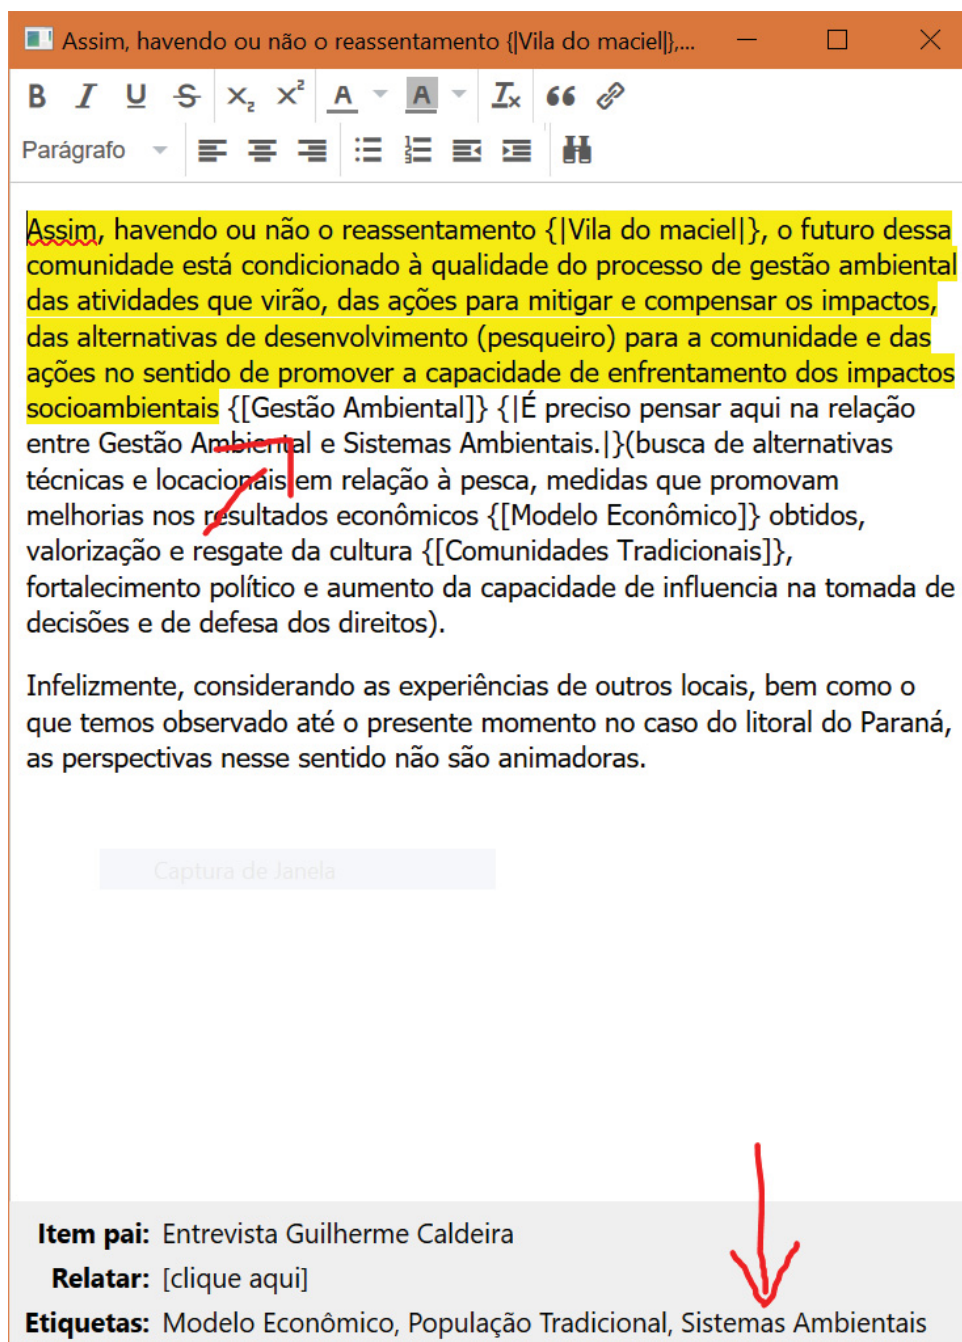 Assim, havendo ou não o reassentamento {|Vila do maciel|},...
B I U S X₂ X² A A Tx
Parágrafo
Assim, havendo ou não o reassentamento {|Vila do maciel|}, o futuro dessa
comunidade está condicionado à qualidade do processo de gestão ambiental
das atividades que virão, das ações para mitigar e compensar os impactos,
das alternativas de desenvolvimento (pesqueiro) para a comunidade e das
ações no sentido de promover a capacidade de enfrentamento dos impactos
socioambientais {[Gestão Ambiental]} {|É preciso pensar aqui na relação
entre Gestão Ambiental e Sistemas Ambientais.|}(busca de alternativas
técnicas e locacionais em relação à pesca, medidas que promovam
melhorias nos resultados econômicos {[Modelo Econômico]} obtidos,
valorização e resgate da cultura {[Comunidades Tradicionais]},
fortalecimento político e aumento da capacidade de influencia na tomada de
decisões e de defesa dos direitos).
Infelizmente, considerando as experiências de outros locais, bem como o
que temos observado até o presente momento no caso do litoral do Paraná,
as perspectivas nesse sentido não são animadoras.
Captura de Janela
Item pai: Entrevista Guilherme Caldeira
Relatar: [clique aqui]
Etiquetas: Modelo Econômico, População Tradicional, Sistemas Ambientais